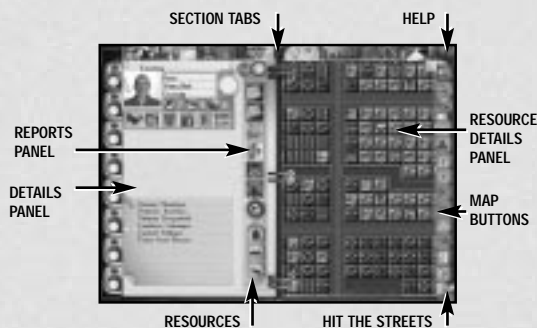 SECTION TABS
HELP
REPORTS
PANEL
RESOURCE
DETAILS
PANEL
DETAILS
PANEL
MAP
BUTTONS
RESOURCES
HIT THE STREETS